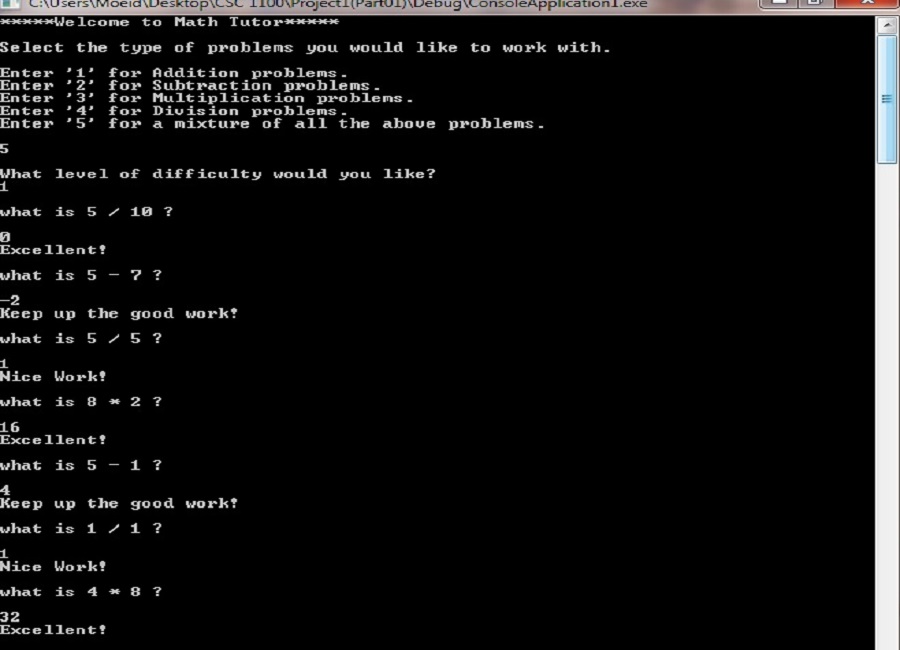 C:\Users\Moeid\Desktop\CSC 1100\Project1(Part01)\Debug\ConsoleApplication1.exe
*****Welcome to Math Tutor*****
Select the type of problems you would like to work with.
Enter '1' for Addition problems.
Enter '2' for Subtraction problems.
Enter '3' for Multiplication problems.
Enter '4' for Division problems.
Enter '5' for a mixture of all the above problems.
5
What level of difficulty would you like?
1
what is 5 / 10 ?
0
Excellent!
what is 5 - 7 ?
-2
Keep up the good work!
what is 5 / 5 ?
1
Nice Work!
what is 8 * 2 ?
16
Excellent!
what is 5 - 1 ?
4
Keep up the good work!
what is 1 / 1 ?
1
Nice Work!
what is 4 * 8 ?
32
Excellent!